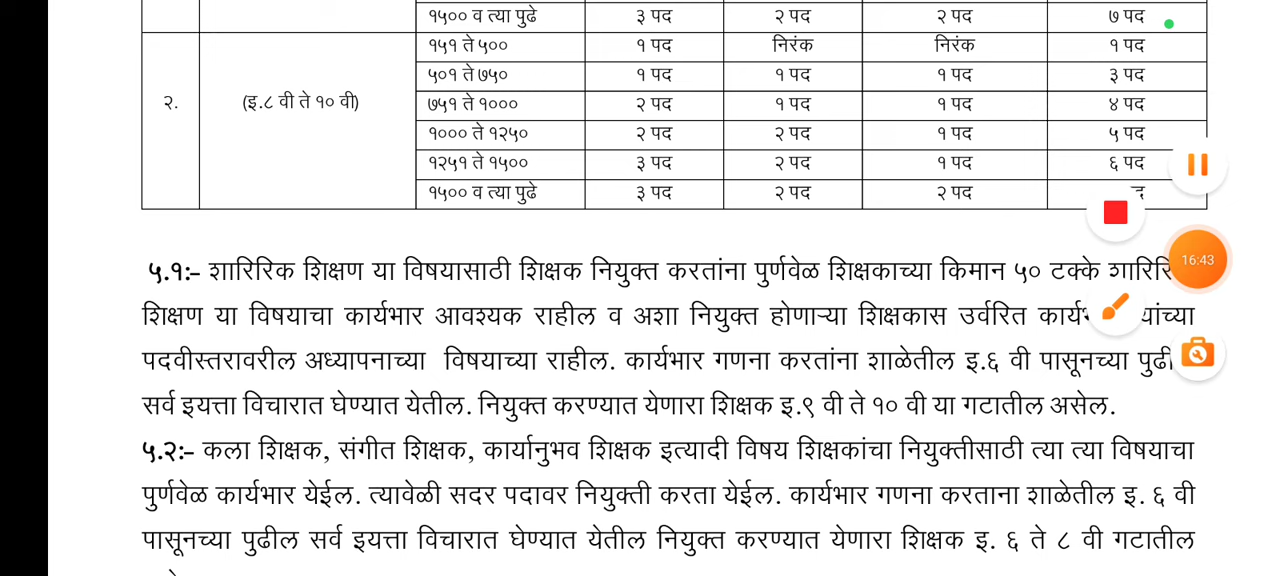 १५०० व त्या पुढे ३ पद २ पद २ पद ७ पद
१५१ ते ५०० १ पद निरंक निरंक १ पद
५०१ ते ७५० १ पद १ पद १ पद ३ पद
२. (इ.८ वी ते १० वी) ७५१ ते १००० २ पद १ पद १ पद ४ पद
१००० ते १२५० २ पद २ पद १ पद ५ पद
१२५१ ते १५०० ३ पद २ पद १ पद ६ पद
१५०० व त्या पुढे ३ पद २ पद २ पद
16:43
५.१:- शारिरिक शिक्षण या विषयासाठी शिक्षक नियुक्त करतांना पुर्णवेळ शिक्षकाच्या किमान ५० टक्के
शिक्षण या विषयाचा कार्यभार आवश्यक राहील व अशा नियुक्त होणाऱ्या शिक्षकास उर्वरित
पदवीस्तरावरील अध्यापनाच्या विषयाच्या राहील. कार्यभार गणना करतांना शाळेतील इ.६ वी पासूनच्या
सर्व इयत्ता विचारात घेण्यात येतील. नियुक्त करण्यात येणारा शिक्षक इ.९ वी ते १० वी या गटातील असेल.
५.२:- कला शिक्षक, संगीत शिक्षक, कार्यानुभव शिक्षक इत्यादी विषय शिक्षकांचा नियुक्तीसाठी त्या त्या विषयाचा
पुर्णवेळ कार्यभार येईल. त्यावेळी सदर पदावर नियुक्ती करता येईल. कार्यभार गणना करताना शाळेतील इ. ६ वी
पासूनच्या पुढील सर्व इयत्ता विचारात घेण्यात येतील नियुक्त करण्यात येणारा शिक्षक इ. ६ ते ८ वी गटातील